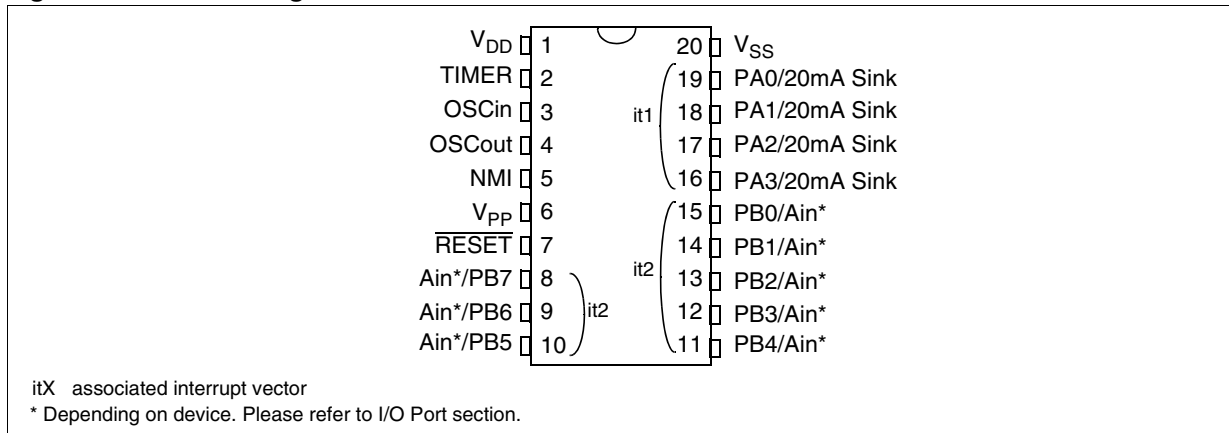 V_DD 1 20 V_SS
TIMER 2 19 PA0/20mA Sink
OSCin 3 it1 18 PA1/20mA Sink
OSCout 4 17 PA2/20mA Sink
NMI 5 16 PA3/20mA Sink
V_PP 6 15 PB0/Ain*
RESET 7 14 PB1/Ain*
Ain*/PB7 8 it2 13 PB2/Ain*
Ain*/PB6 9 it2 12 PB3/Ain*
Ain*/PB5 10 11 PB4/Ain*
itX associated interrupt vector
* Depending on device. Please refer to I/O Port section.